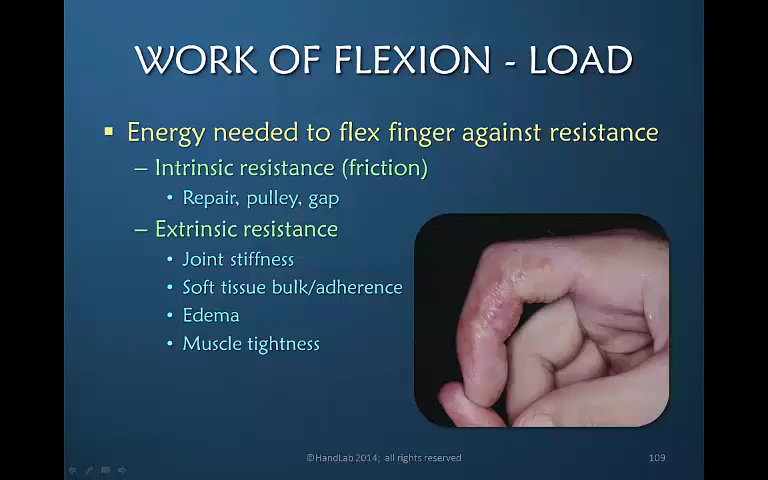 WORK OF FLEXION - LOAD
▪ Energy needed to flex finger against resistance
– Intrinsic resistance (friction)
• Repair, pulley, gap
– Extrinsic resistance
• Joint stiffness
• Soft tissue bulk/adherence
• Edema
• Muscle tightness
©HandLab 2014; all rights reserved
109